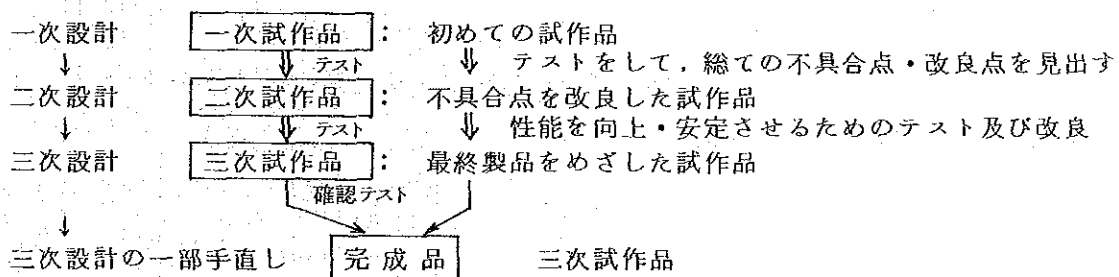 一次設計 一次試作品 : 初めての試作品
↓ ⇓ テスト ⇓ テストをして,総ての不具合点・改良点を見出す
二次設計 二次試作品 : 不具合点を改良した試作品
↓ ⇓ テスト ⇓ 性能を向上・安定させるためのテスト及び改良
三次設計 三次試作品 : 最終製品をめざした試作品
確認テスト
↓
三次設計の一部手直し 完成品 三次試作品